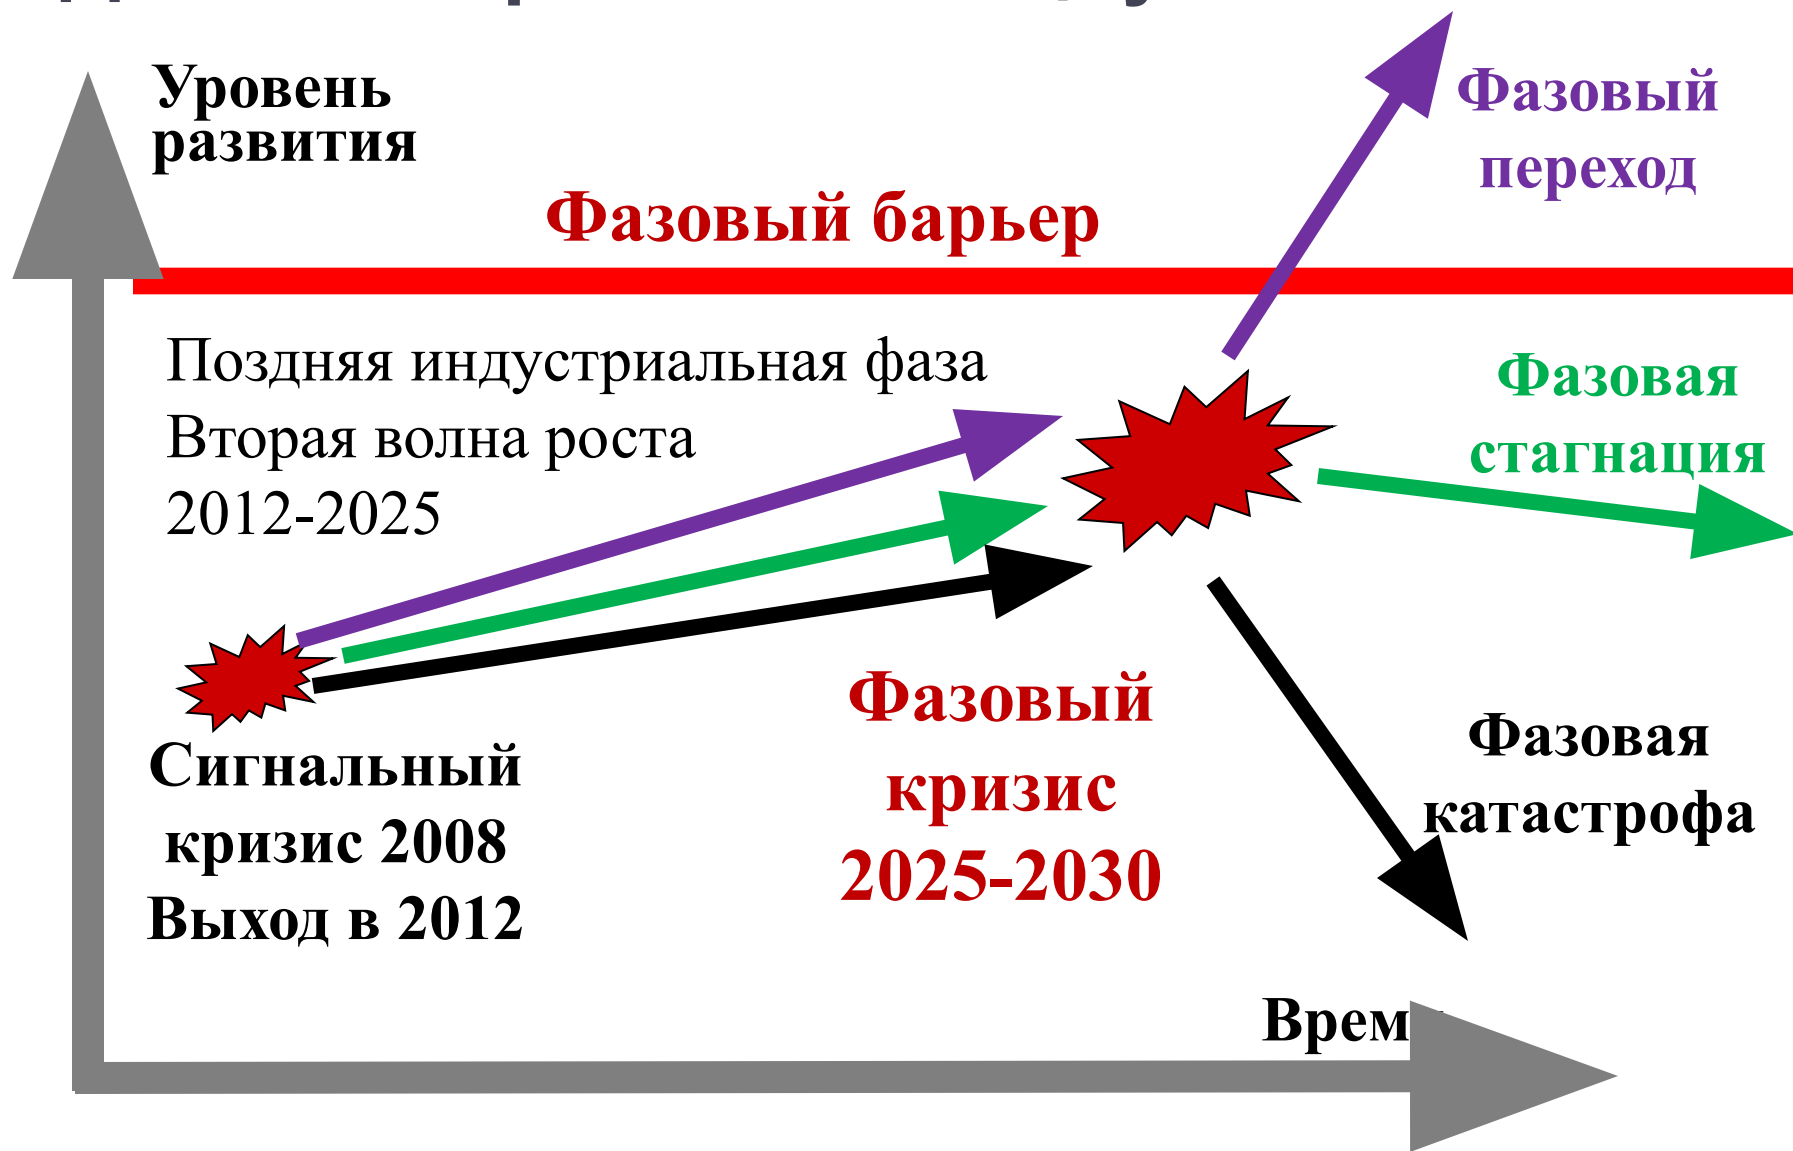 Уровень
развития
Фазовый
переход
Фазовый барьер
Поздняя индустриальная фаза
Вторая волна роста
2012-2025
Фазовая
стагнация
Сигнальный
кризис 2008
Выход в 2012
Фазовый
кризис
2025-2030
Фазовая
катастрофа